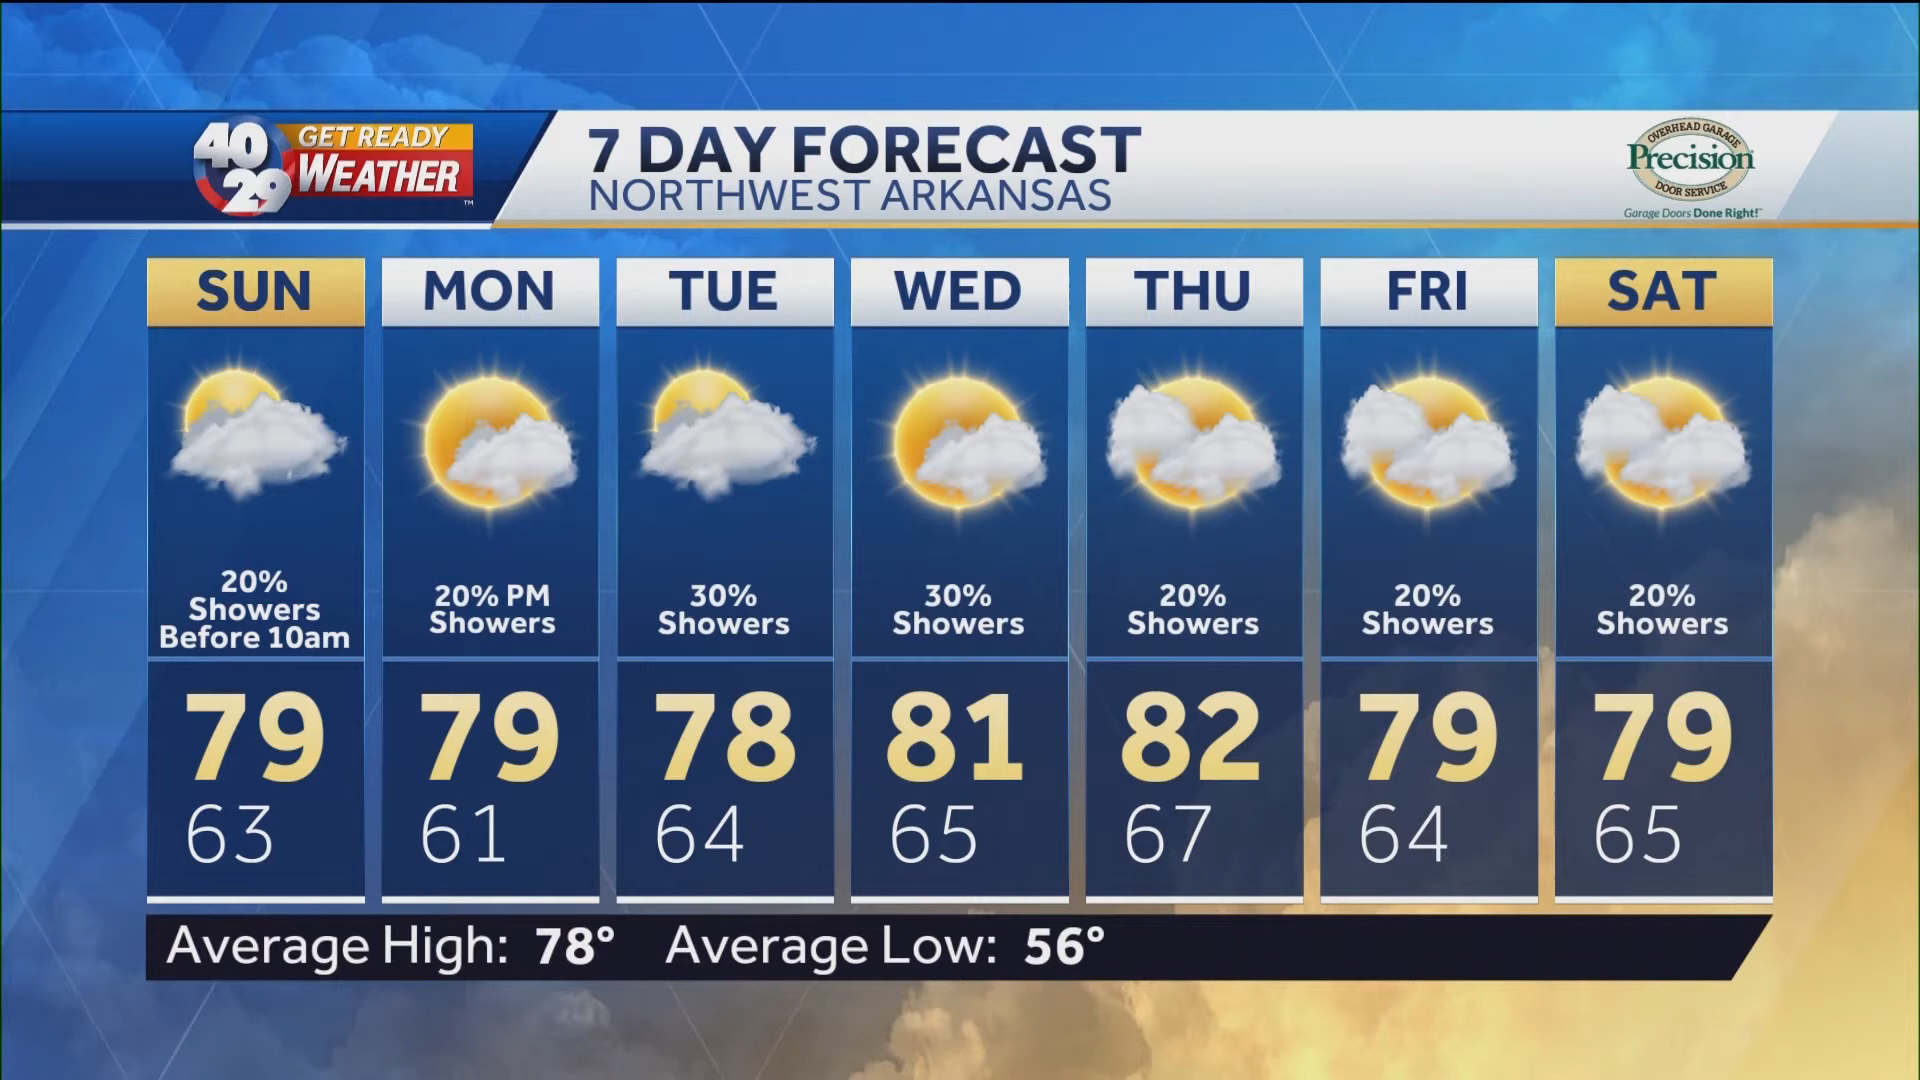 40
29
GET READY
WEATHER
™
7 DAY FORECAST
NORTHWEST ARKANSAS
OVERHEAD GARAGE
Precision
DOOR SERVICE
Garage Doors Done Right!
SUN
MON
TUE
WED
THU
FRI
SAT
20%
Showers
Before 10am
20% PM
Showers
30%
Showers
30%
Showers
20%
Showers
20%
Showers
20%
Showers
79
79
78
81
82
79
79
63
61
64
65
67
64
65
Average High: 78° Average Low: 56°